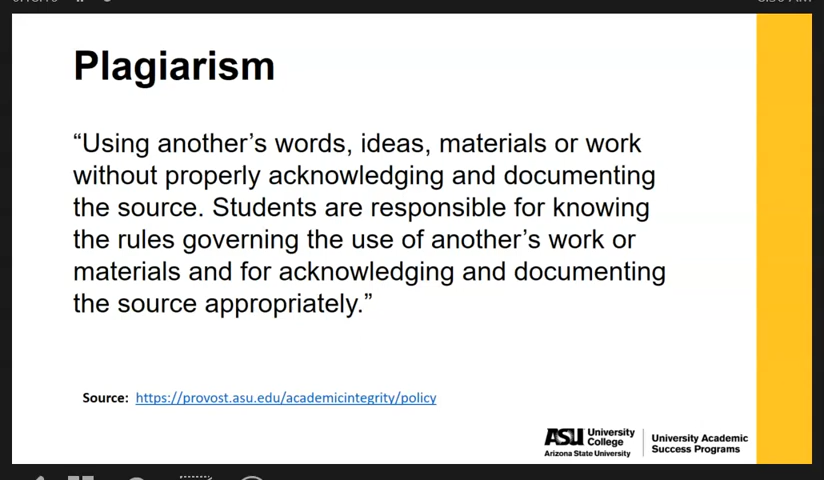 Plagiarism
“Using another’s words, ideas, materials or work
without properly acknowledging and documenting
the source. Students are responsible for knowing
the rules governing the use of another’s work or
materials and for acknowledging and documenting
the source appropriately.”
Source: https://provost.asu.edu/academicintegrity/policy
ASU University College
Arizona State University
University Academic
Success Programs